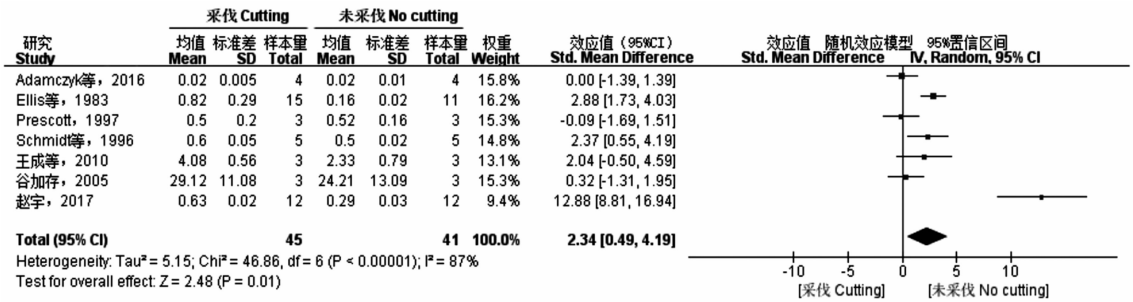 采伐 Cutting 未采伐 No cutting
研究 均值 标准差 样本量 均值 标准差 样本量 权重 效应值（95%CI） 效应值 随机效应模型 95%置信区间
Study Mean SD Total Mean SD Total Weight Std. Mean Difference Std. Mean Difference IV, Random, 95% CI
Adamczyk等，2016 0.02 0.005 4 0.02 0.01 4 15.8% 0.00 [-1.39, 1.39]
Ellis等，1983 0.82 0.29 15 0.16 0.02 11 16.2% 2.88 [1.73, 4.03]
Prescott，1997 0.5 0.2 3 0.52 0.16 3 15.3% -0.09 [-1.69, 1.51]
Schmidt等，1996 0.6 0.05 5 0.5 0.02 5 14.8% 2.37 [0.55, 4.19]
王成等，2010 4.08 0.56 3 2.33 0.79 3 13.1% 2.04 [-0.50, 4.59]
谷加存，2005 29.12 11.08 3 24.21 13.09 3 15.3% 0.32 [-1.31, 1.95]
赵宇，2017 0.63 0.02 12 0.29 0.03 12 9.4% 12.88 [8.81, 16.94]
Total (95% CI) 45 41 100.0% 2.34 [0.49, 4.19]
Heterogeneity: Tau² = 5.15; Chi² = 46.86, df = 6 (P < 0.00001); I² = 87%
Test for overall effect: Z = 2.48 (P = 0.01)
-10 -5 0 5 10
[采伐 Cutting] [未采伐 No cutting]